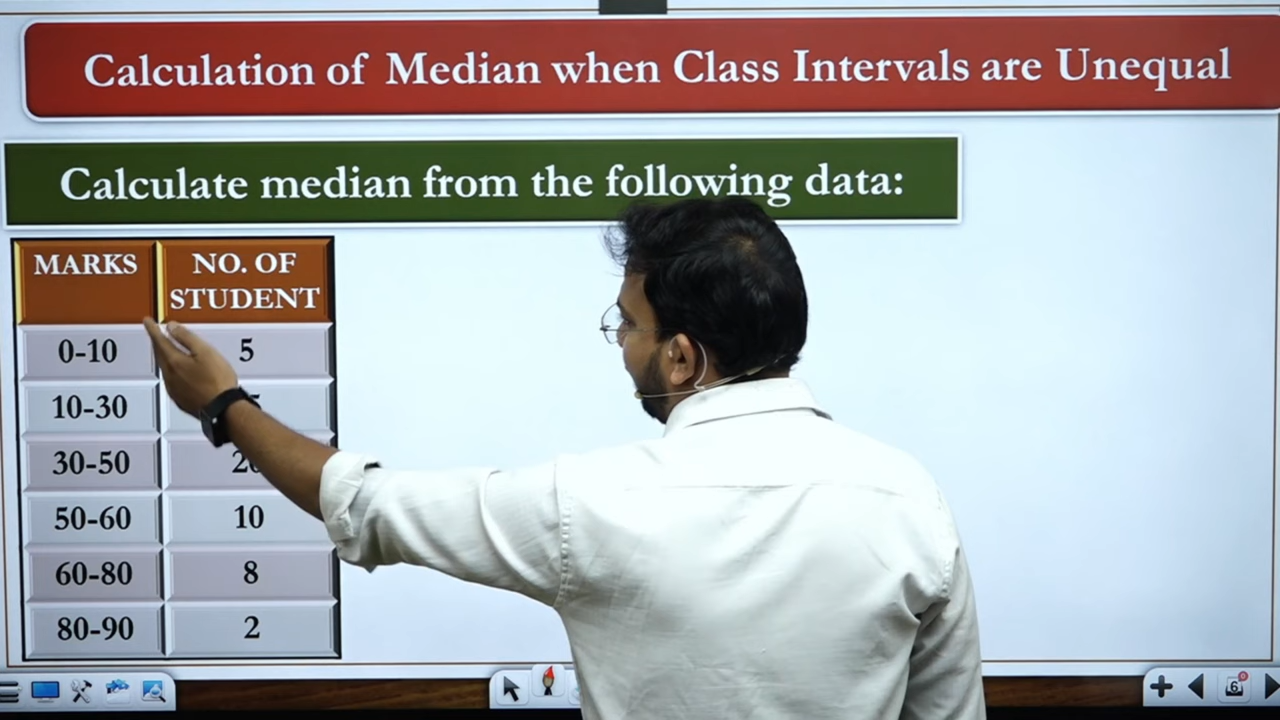 Calculation of Median when Class Intervals are Unequal
Calculate median from the following data:
MARKS NO. OF
STUDENT
0-10 5
10-30
30-50
50-60 10
60-80 8
80-90 2
6